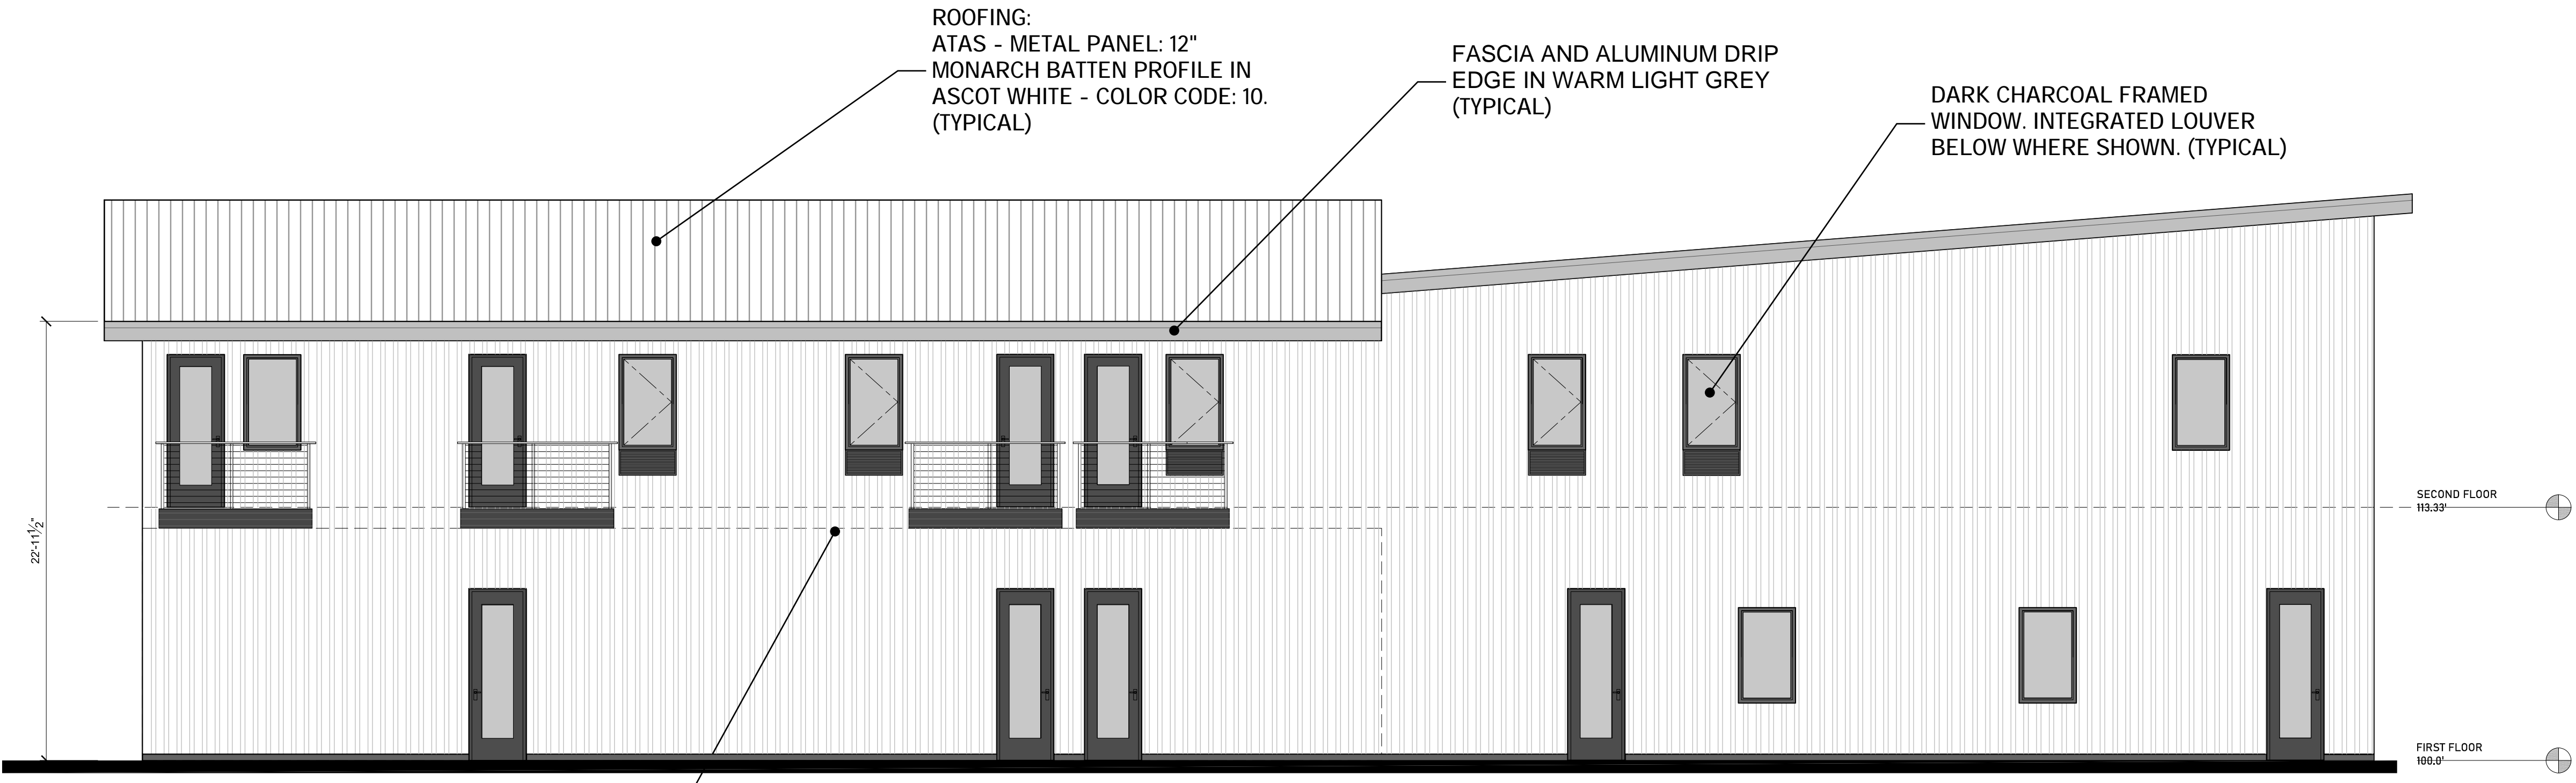 ROOFING:
ATAS - METAL PANEL: 12"
MONARCH BATTEN PROFILE IN
ASCOT WHITE - COLOR CODE: 10.
(TYPICAL)
FASCIA AND ALUMINUM DRIP
EDGE IN WARM LIGHT GREY
(TYPICAL)
DARK CHARCOAL FRAMED
WINDOW. INTEGRATED LOUVER
BELOW WHERE SHOWN. (TYPICAL)
22'-11 1/2"
SECOND FLOOR
113.33'
FIRST FLOOR
100.0'